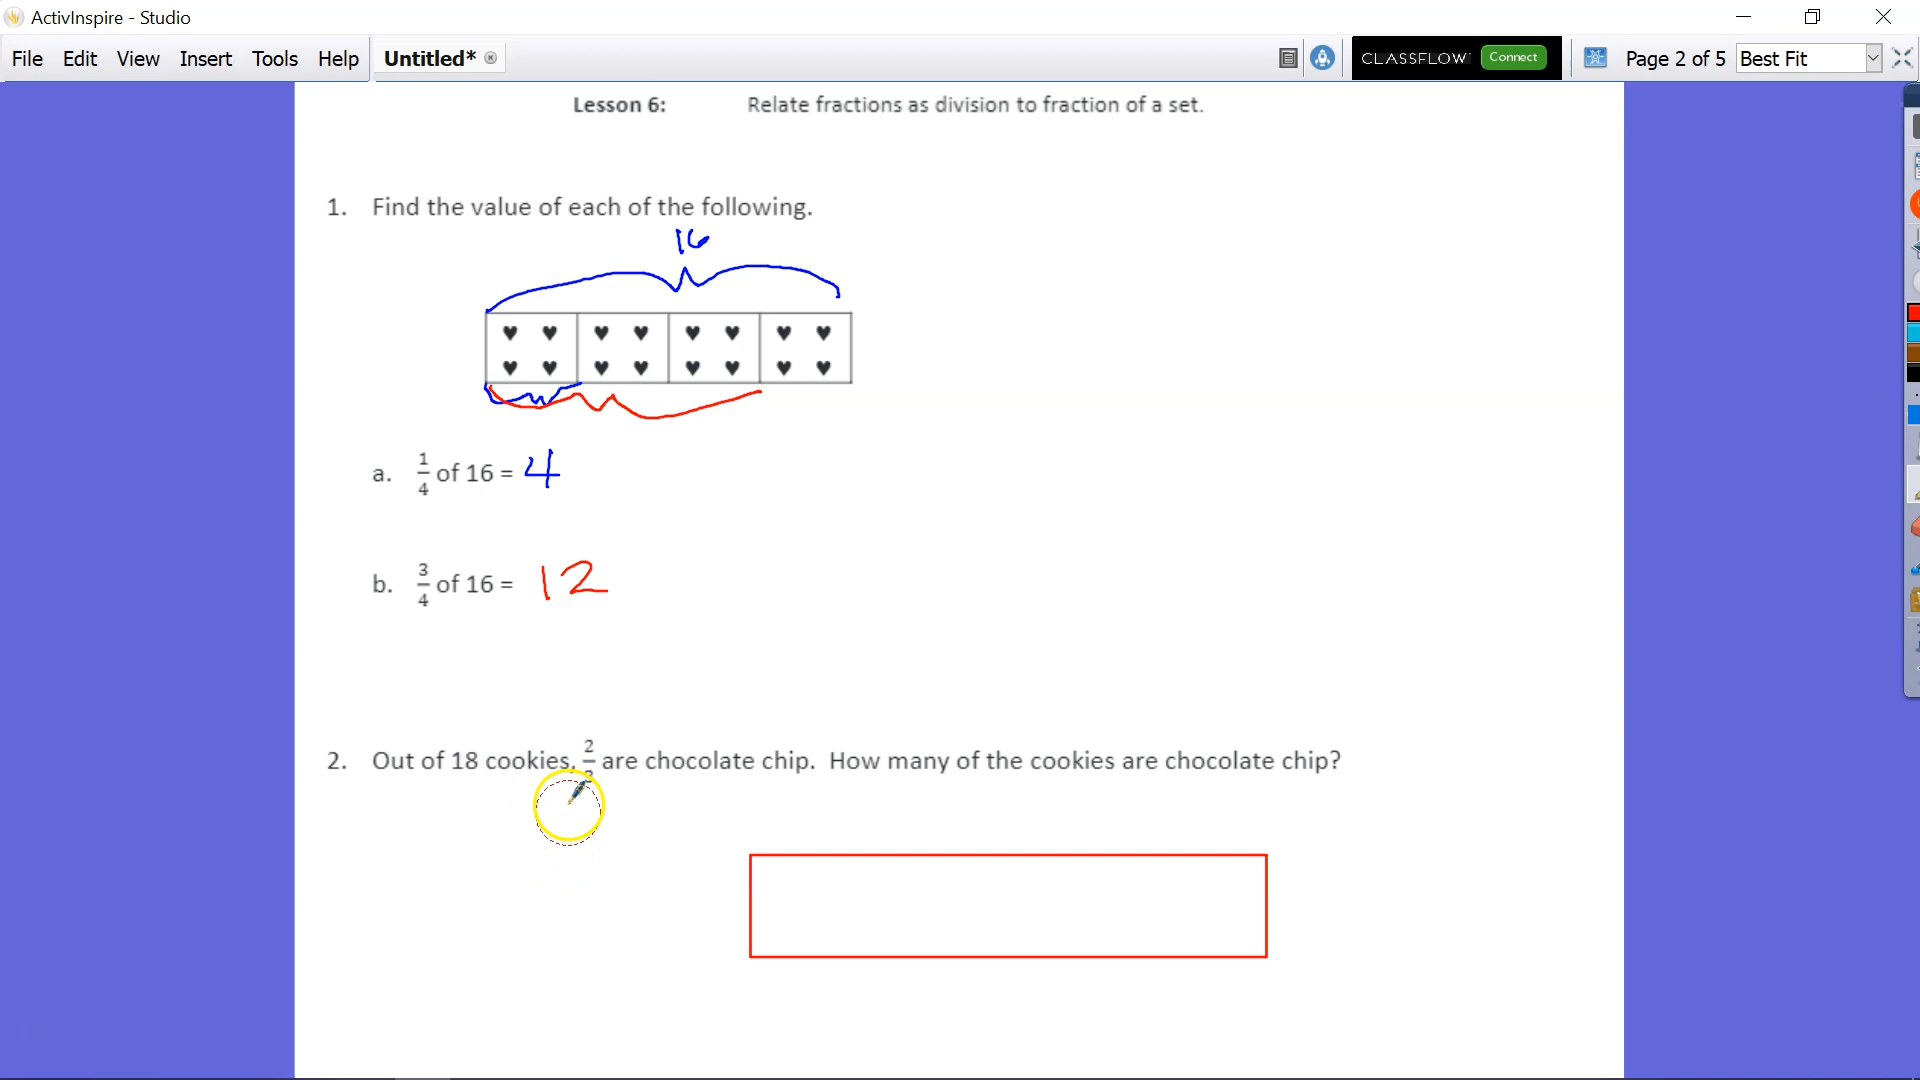 ActivInspire - Studio
File Edit View Insert Tools Help Untitled* CLASSFLOW Connect Page 2 of 5 Best Fit
Lesson 6: Relate fractions as division to fraction of a set.
1. Find the value of each of the following.
16
a. 1/4 of 16 = 4
b. 3/4 of 16 = 12
2. Out of 18 cookies, 2/ are chocolate chip. How many of the cookies are chocolate chip?